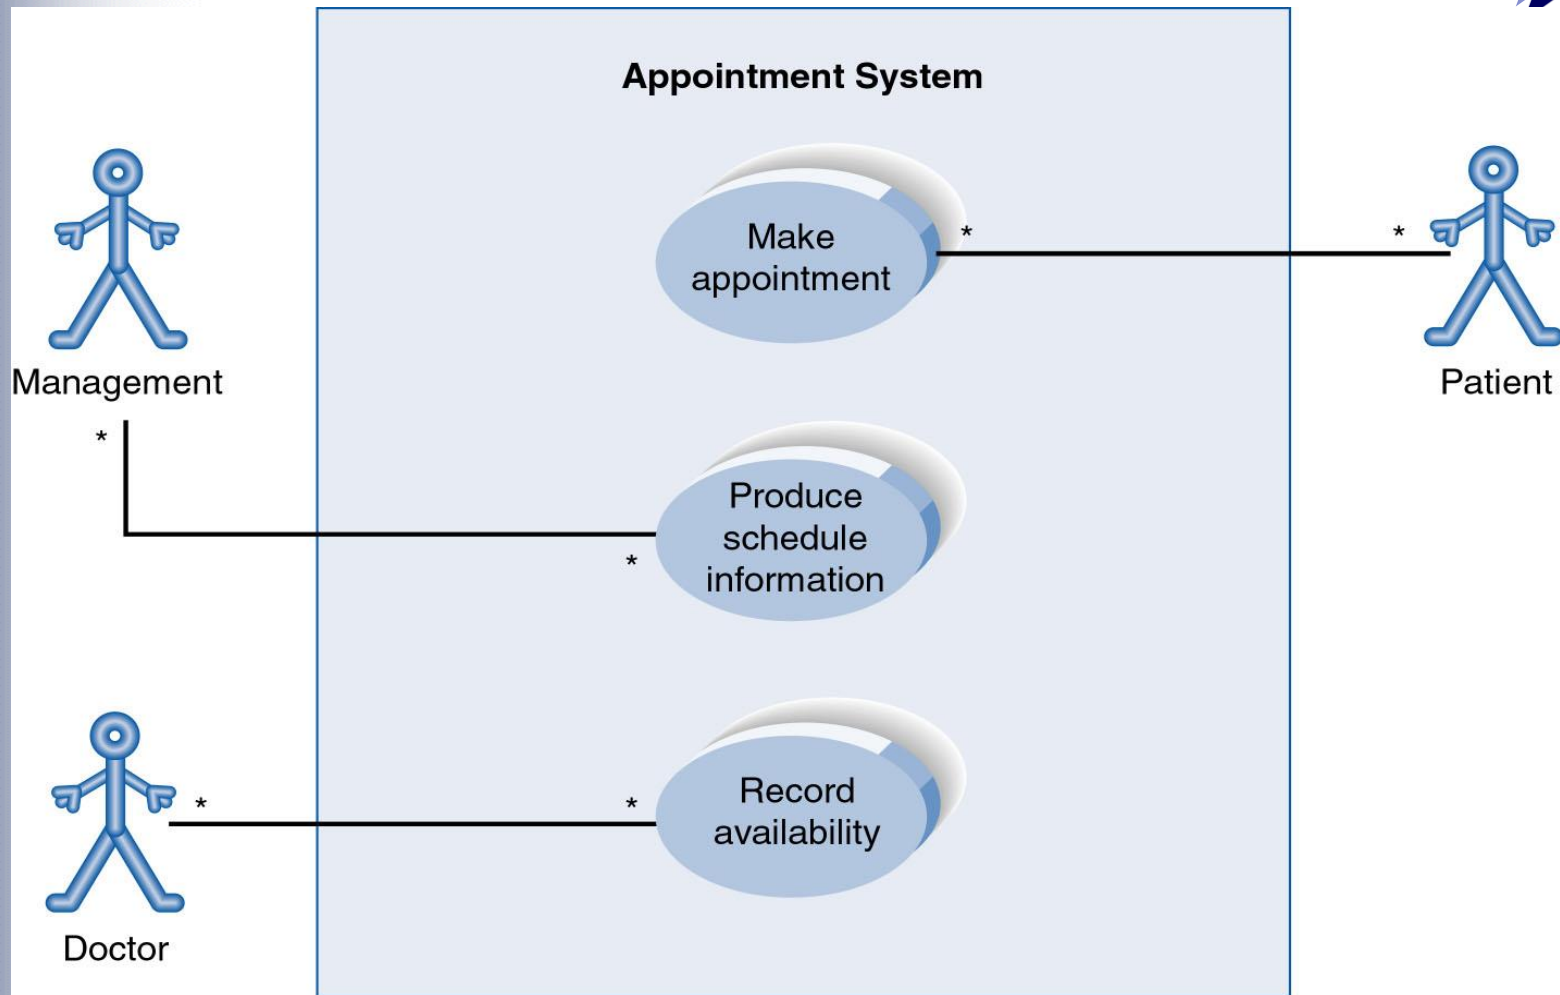 Appointment System
Make
appointment
*
*
Management
Patient
*
Produce
schedule
information
*
*
*
Record
availability
Doctor